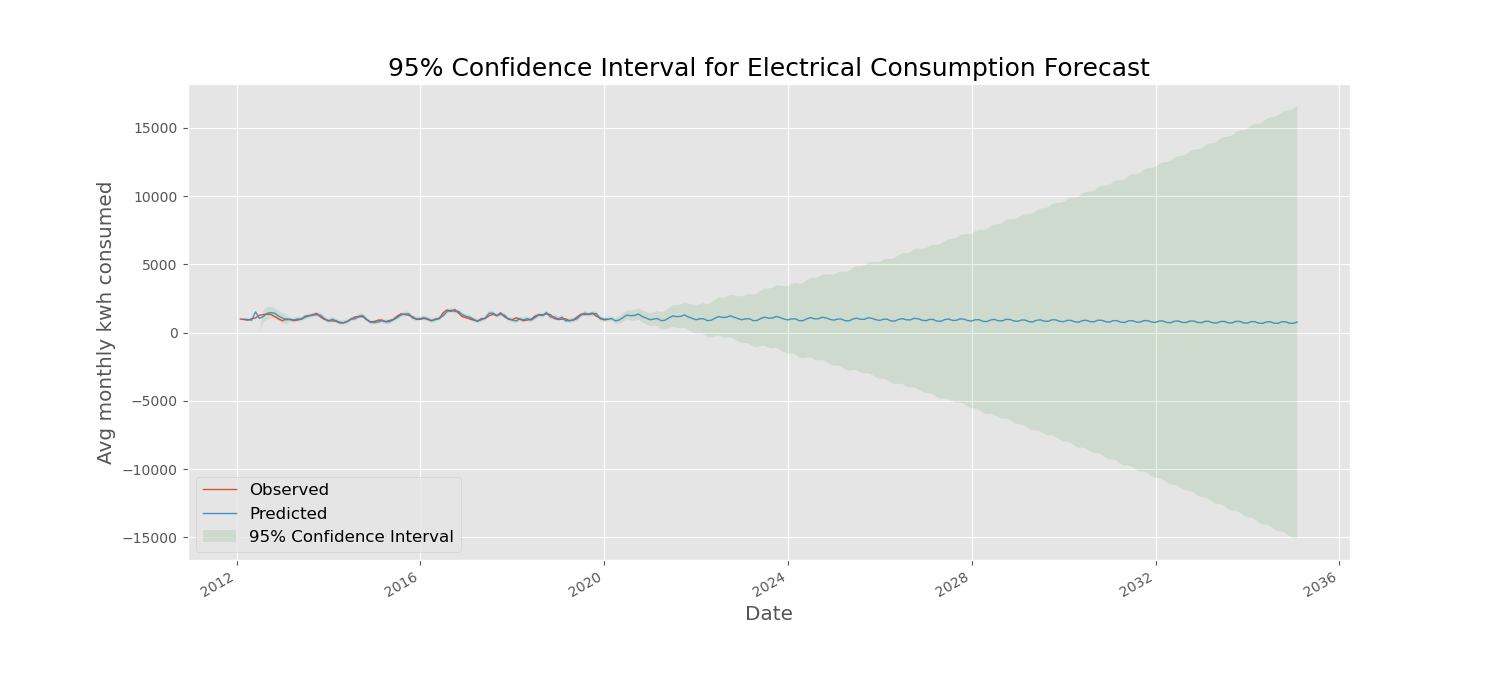 95% Confidence Interval for Electrical Consumption Forecast
Avg monthly kwh consumed
15000
10000
5000
0
−5000
−10000
−15000
Observed
Predicted
95% Confidence Interval
2012
2016
2020
2024
2028
2032
2036
Date